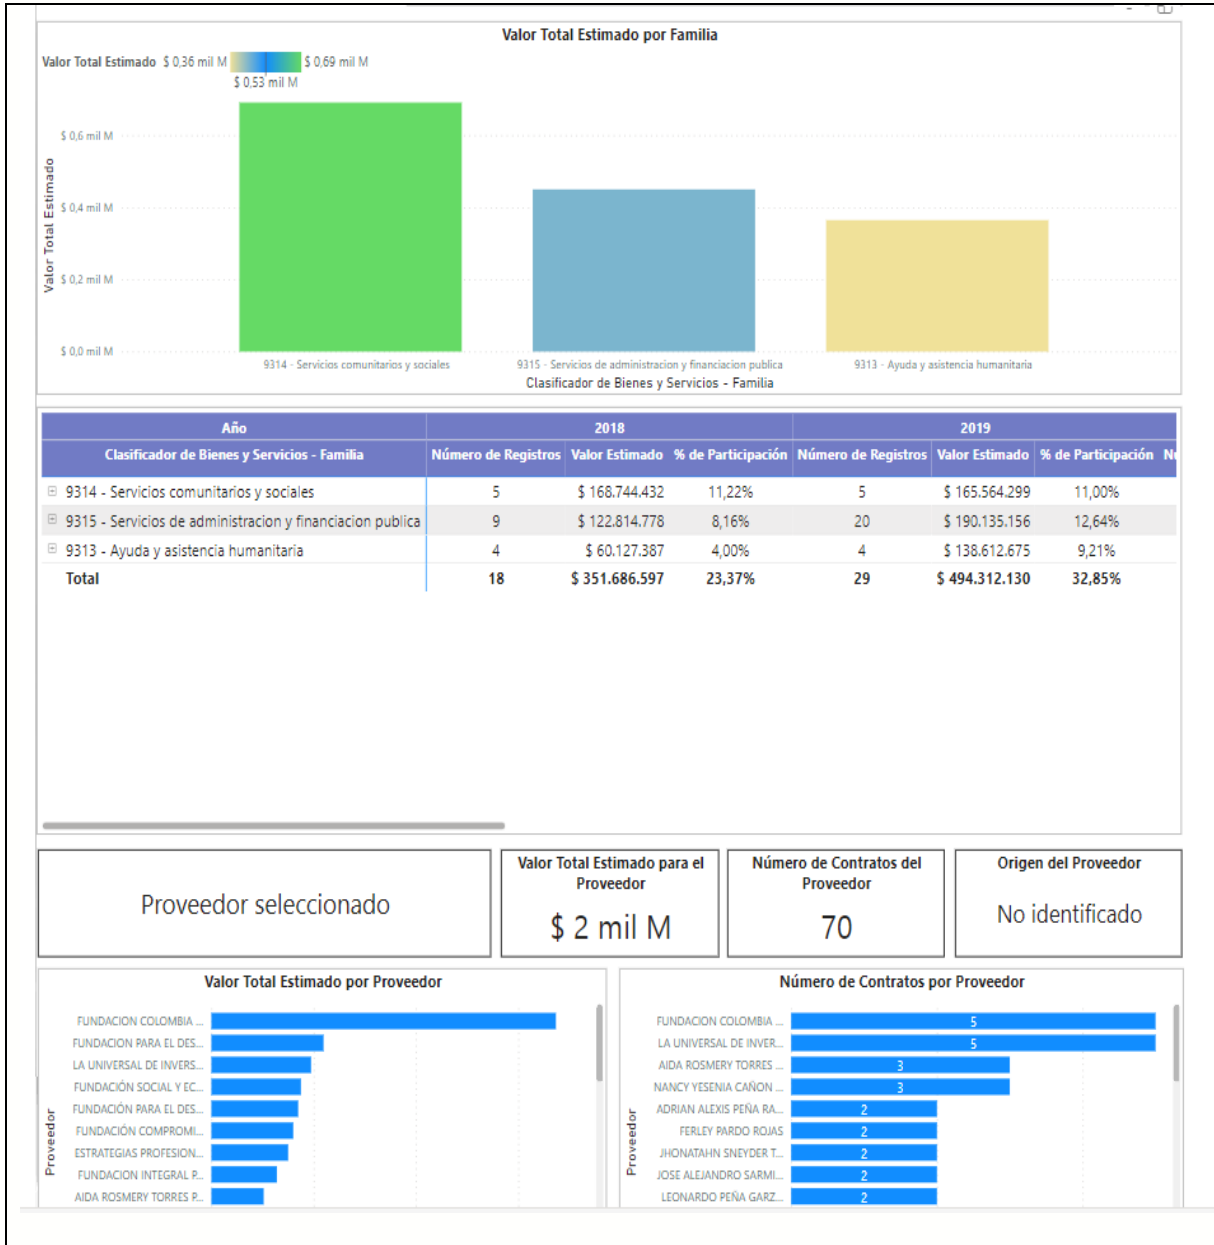 Valor Total Estimado por Familia
Valor Total Estimado $ 0,36 mil M $ 0,69 mil M
$ 0,53 mil M
$ 0,6 mil M
$ 0,4 mil M
$ 0,2 mil M
$ 0,0 mil M
Valor Total Estimado
9314 - Servicios comunitarios y sociales 9315 - Servicios de administracion y financiacion publica 9313 - Ayuda y asistencia humanitaria
Clasificador de Bienes y Servicios - Familia
Año 2018 2019
Clasificador de Bienes y Servicios - Familia Número de Registros Valor Estimado % de Participación Número de Registros Valor Estimado % de Participación
9314 - Servicios comunitarios y sociales 5 $ 168.744.432 11,22% 5 $ 165.564.299 11,00%
9315 - Servicios de administracion y financiacion publica 9 $ 122.814.778 8,16% 20 $ 190.135.156 12,64%
9313 - Ayuda y asistencia humanitaria 4 $ 60.127.387 4,00% 4 $ 138.612.675 9,21%
Total 18 $ 351.686.597 23,37% 29 $ 494.312.130 32,85%
Proveedor seleccionado
Valor Total Estimado para el
Proveedor
$ 2 mil M
Número de Contratos del
Proveedor
70
Origen del Proveedor
No identificado
Valor Total Estimado por Proveedor
Proveedor
FUNDACION COLOMBIA ...
FUNDACION PARA EL DES...
LA UNIVERSAL DE INVERS...
FUNDACIÓN SOCIAL Y EC...
FUNDACIÓN PARA EL DES...
FUNDACIÓN COMPROMI...
ESTRATEGIAS PROFESION...
FUNDACION INTEGRAL P...
AIDA ROSMERY TORRES P...
Número de Contratos por Proveedor
Proveedor
FUNDACION COLOMBIA ... 5
LA UNIVERSAL DE INVER... 5
AIDA ROSMERY TORRES ... 3
NANCY YESENIA CAÑON ... 3
ADRIAN ALEXIS PEÑA RA... 2
FERLEY PARDO ROJAS 2
JHONATAHN SNEYDER T... 2
JOSE ALEJANDRO SARMI... 2
LEONARDO PEÑA GARZ... 2